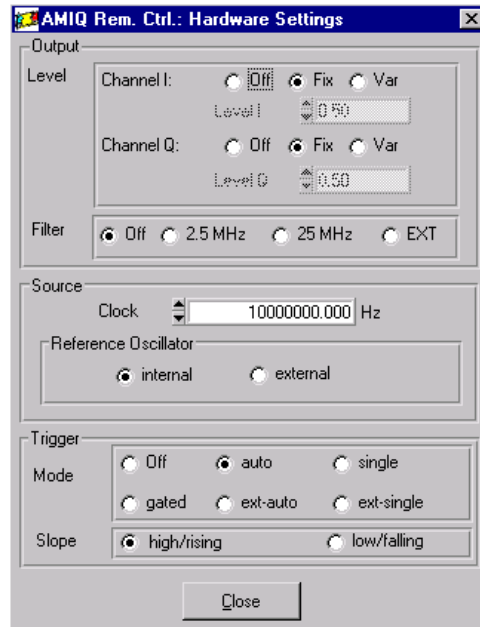 AMIQ Rem. Ctrl.: Hardware Settings
Output
Level
Channel I: Off Fix Var
Level I 0.50
Channel Q: Off Fix Var
Level Q 0.50
Filter Off 2.5 MHz 25 MHz EXT
Source
Clock 10000000.000 Hz
Reference Oscillator
internal external
Trigger
Mode
Off auto single
gated ext-auto ext-single
Slope high/rising low/falling
Close